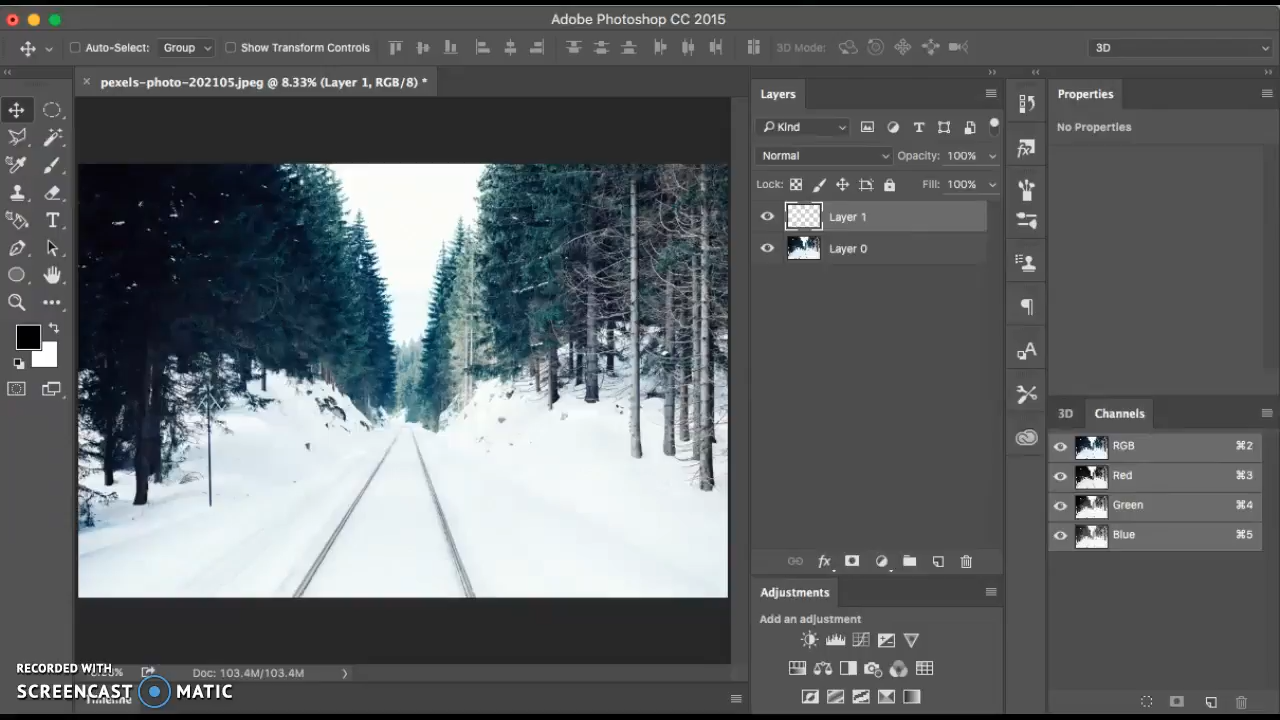 Adobe Photoshop CC 2015
Auto-Select: Group Show Transform Controls 3D Mode: 3D
pexels-photo-202105.jpeg @ 8.33% (Layer 1, RGB/8) *
Layers
Kind
Normal Opacity: 100%
Lock: Fill: 100%
Layer 1
Layer 0
fx
Adjustments
Add an adjustment
Properties
No Properties
3D Channels
RGB ⌘2
Red ⌘3
Green ⌘4
Blue ⌘5
Doc: 103.4M/103.4M
RECORDED WITH
SCREENCAST MATIC
Timeline